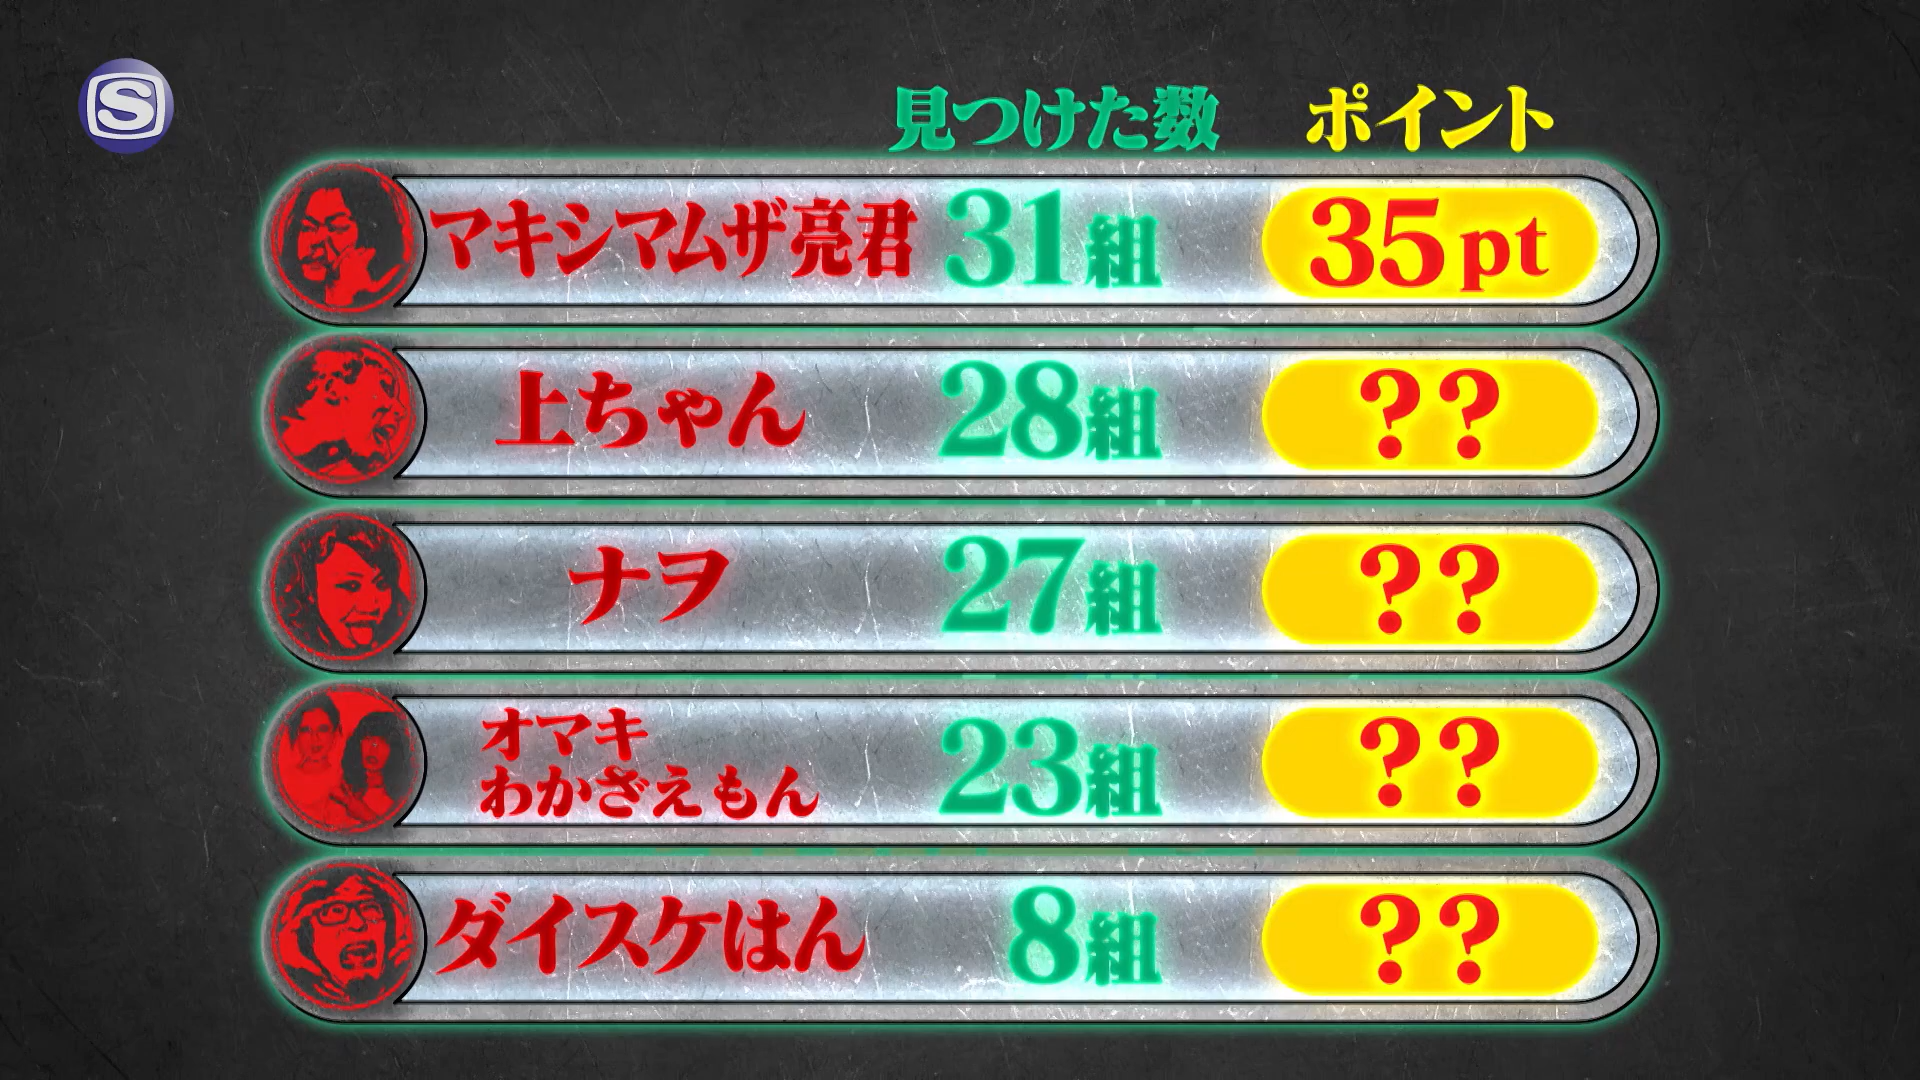 S
見つけた数 ポイント
マキシマムザ亮君 31組 35pt
上ちゃん 28組 ??
ナヲ 27組 ??
オマキ
わかざえもん 23組 ??
ダイスケはん 8組 ??